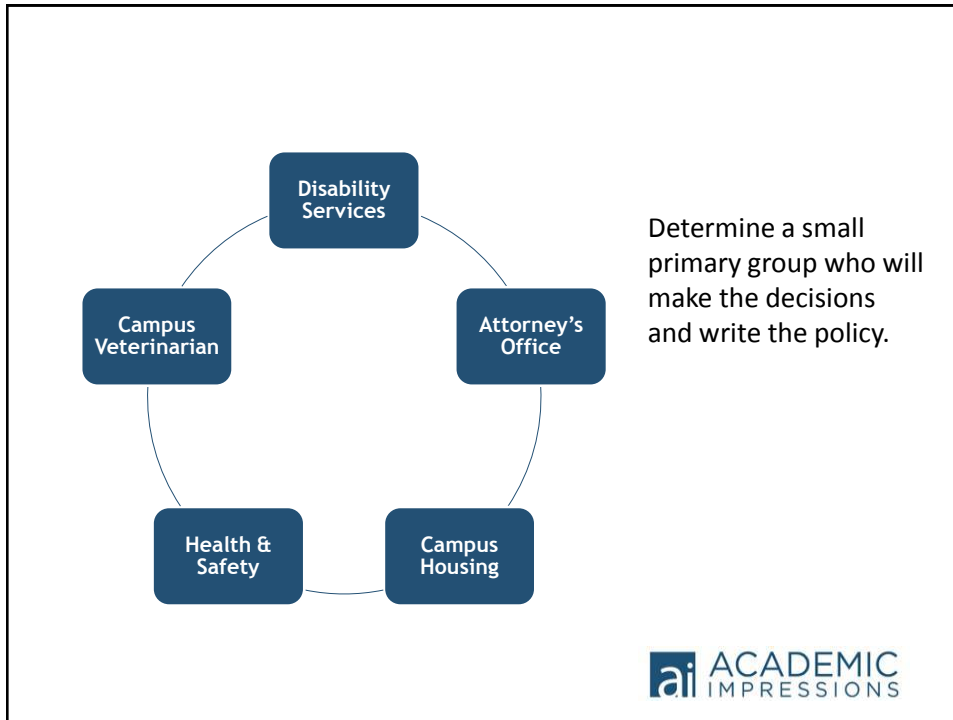 Disability
Services
Attorney's
Office
Campus
Housing
Health &
Safety
Campus
Veterinarian
Determine a small
primary group who will
make the decisions
and write the policy.
ai ACADEMIC
IMPRESSIONS